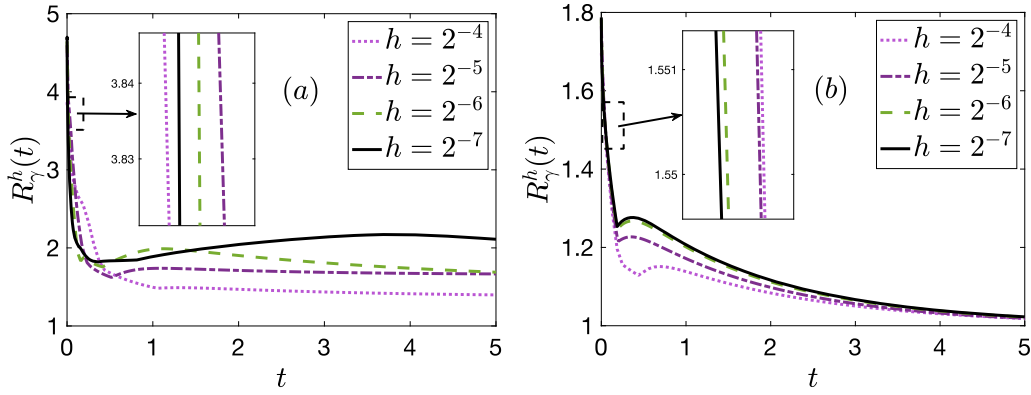 5
4
3
2
1
R_γ^h(t)
0 1 2 3 4 5
t
3.84
3.83
(a)
h = 2^{-4}
h = 2^{-5}
h = 2^{-6}
h = 2^{-7}
1.8
1.6
1.4
1.2
1
R_γ^h(t)
0 1 2 3 4 5
t
1.551
1.55
(b)
h = 2^{-4}
h = 2^{-5}
h = 2^{-6}
h = 2^{-7}